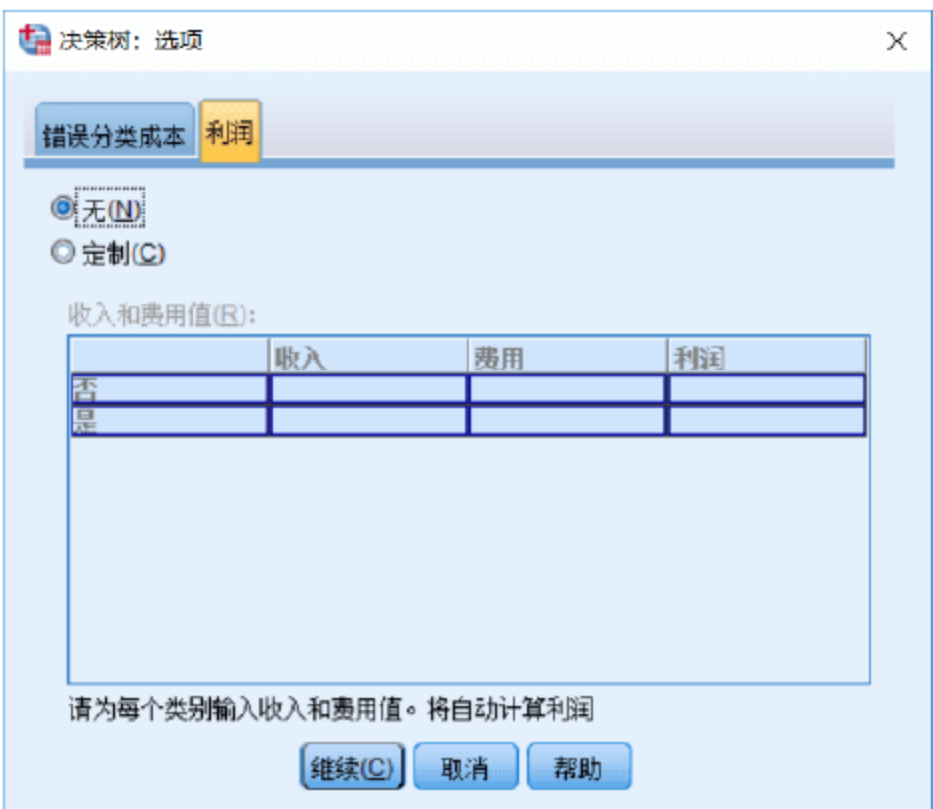 决策树：选项
错误分类成本 利润
无(N)
定制(C)
收入和费用值(R)：
收入 费用 利润
否
是
请为每个类别输入收入和费用值。将自动计算利润
继续(C) 取消 帮助